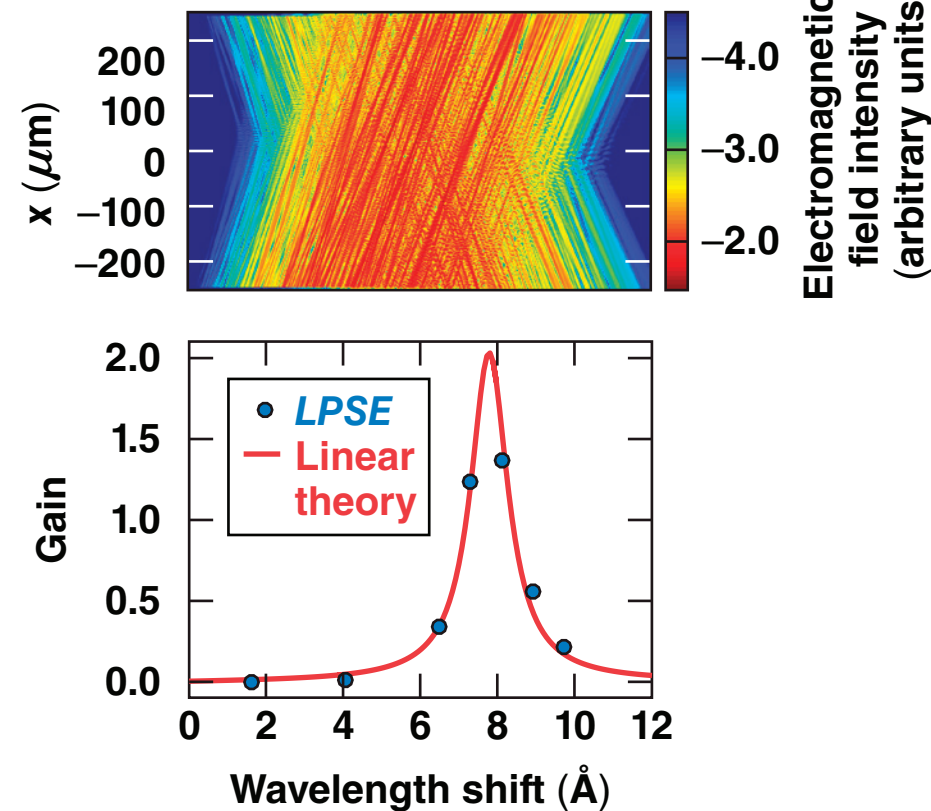 200
100
0
–100
–200
x (μm)
–4.0
–3.0
–2.0
Electromagnetic
field intensity
(arbitrary units
2.0
1.5
1.0
0.5
0.0
Gain
LPSE
Linear
theory
0 2 4 6 8 10 12
Wavelength shift (Å)